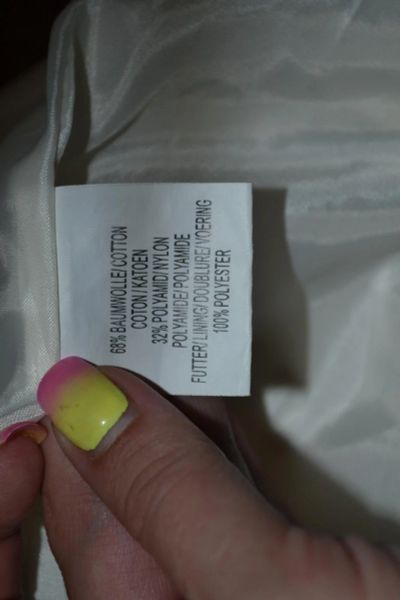 68% BAUMWOLLE/COTTON
COTON/KATOEN
32% POLYAMID/NYLON
POLYAMIDE/POLYAMIDE
FUTTER/LINING/DOUBLURE/VOERING
100% POLYESTER